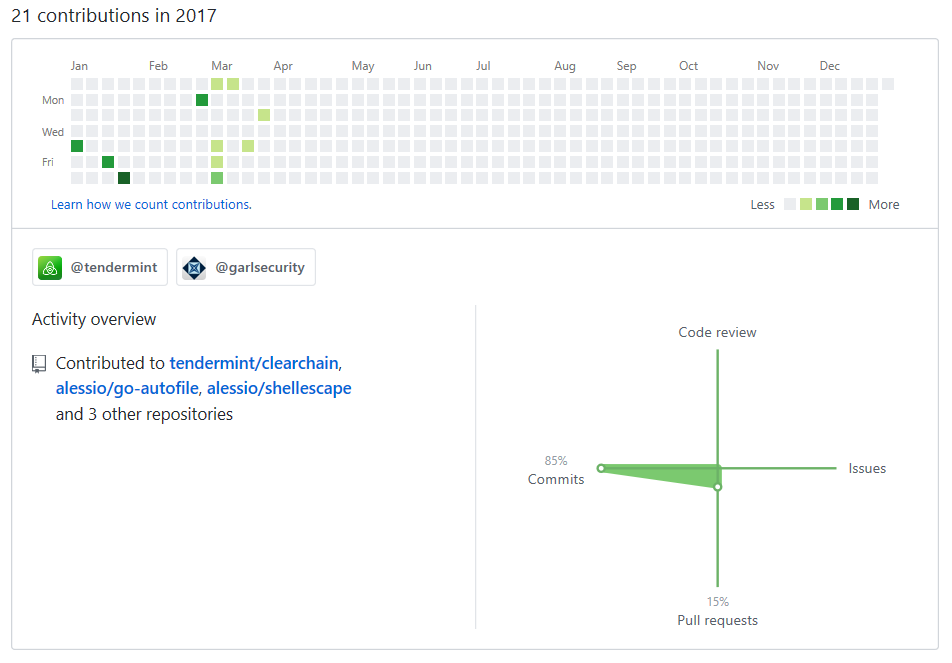 21 contributions in 2017
Jan Feb Mar Apr May Jun Jul Aug Sep Oct Nov Dec
Mon
Wed
Fri
Learn how we count contributions.
Less More
@tendermint @garlsecurity
Activity overview
Contributed to tendermint/clearchain,
alessio/go-autofile, alessio/shellescape
and 3 other repositories
Code review
85%
Commits
Issues
15%
Pull requests